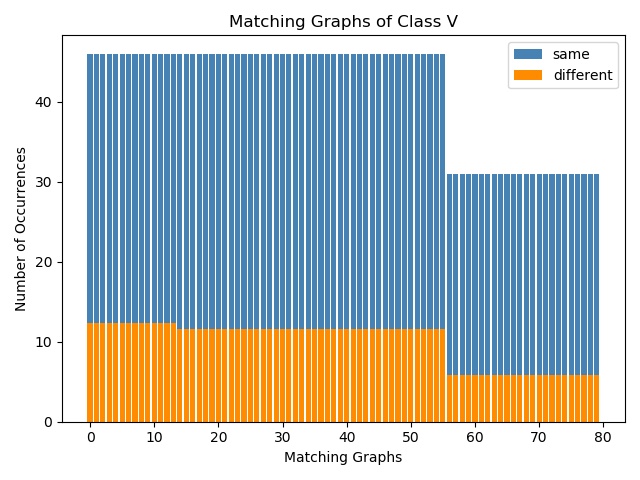 Matching Graphs of Class V
same
different
Number of Occurrences
40
30
20
10
0
0 10 20 30 40 50 60 70 80
Matching Graphs